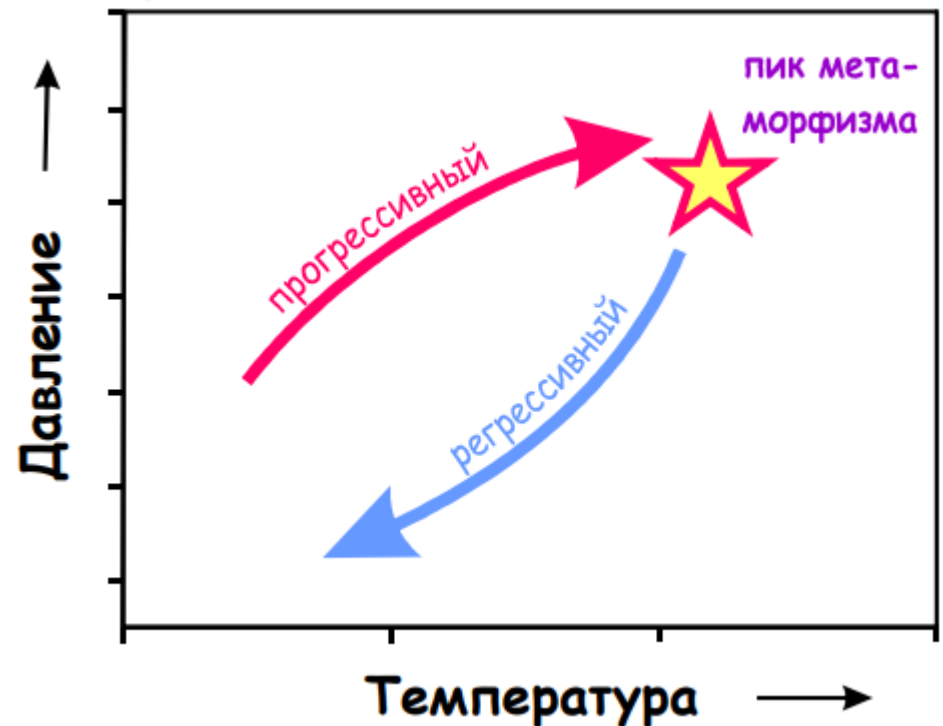 пик мета-
морфизма
прогрессивный
регрессивный
Давление
Температура